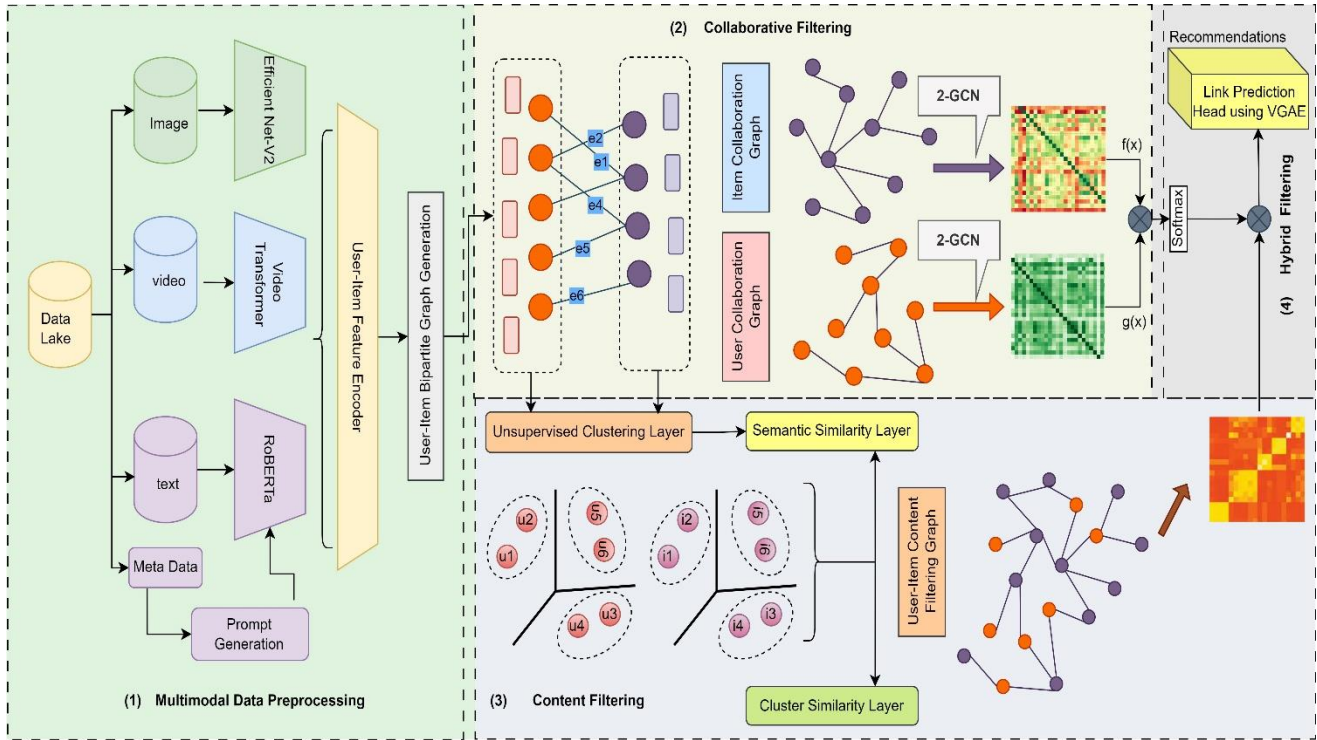 Image
Efficient Net-V2
video
Video
Transformer
Data
Lake
text
RoBERTa
Meta Data
Prompt
Generation
User-Item Feature Encoder
User-Item Bipartite Graph Generation
(1) Multimodal Data Preprocessing
(2) Collaborative Filtering
e2
e1
e4
e5
e6
Item Collaboration
Graph
User Collaboration
Graph
2-GCN
2-GCN
f(x)
g(x)
Softmax
Recommendations
Link Prediction
Head using VGAE
(4) Hybrid Filtering
Unsupervised Clustering Layer
Semantic Similarity Layer
u2
u1
u5
u6
u4
u3
i2
i1
i5
i6
i4
i3
User-Item Content
Filtering Graph
Cluster Similarity Layer
(3) Content Filtering